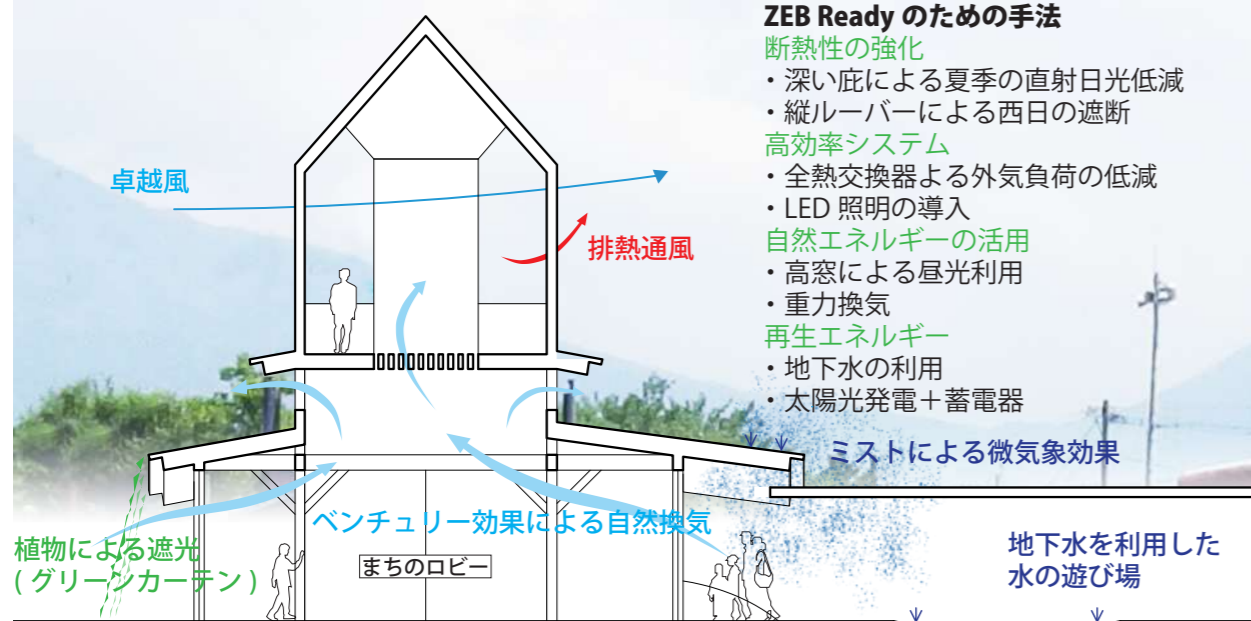 ZEB Ready のための手法
断熱性の強化
・深い庇による夏季の直射日光低減
・縦ルーバーによる西日の遮断
高効率システム
・全熱交換器よる外気負荷の低減
・LED 照明の導入
自然エネルギーの活用
・高窓による昼光利用
・重力換気
再生エネルギー
・地下水の利用
・太陽光発電＋蓄電器
卓越風
排熱通風
ミストによる微気象効果
ベンチュリー効果による自然換気
植物による遮光
( グリーンカーテン )
まちのロビー
地下水を利用した
水の遊び場